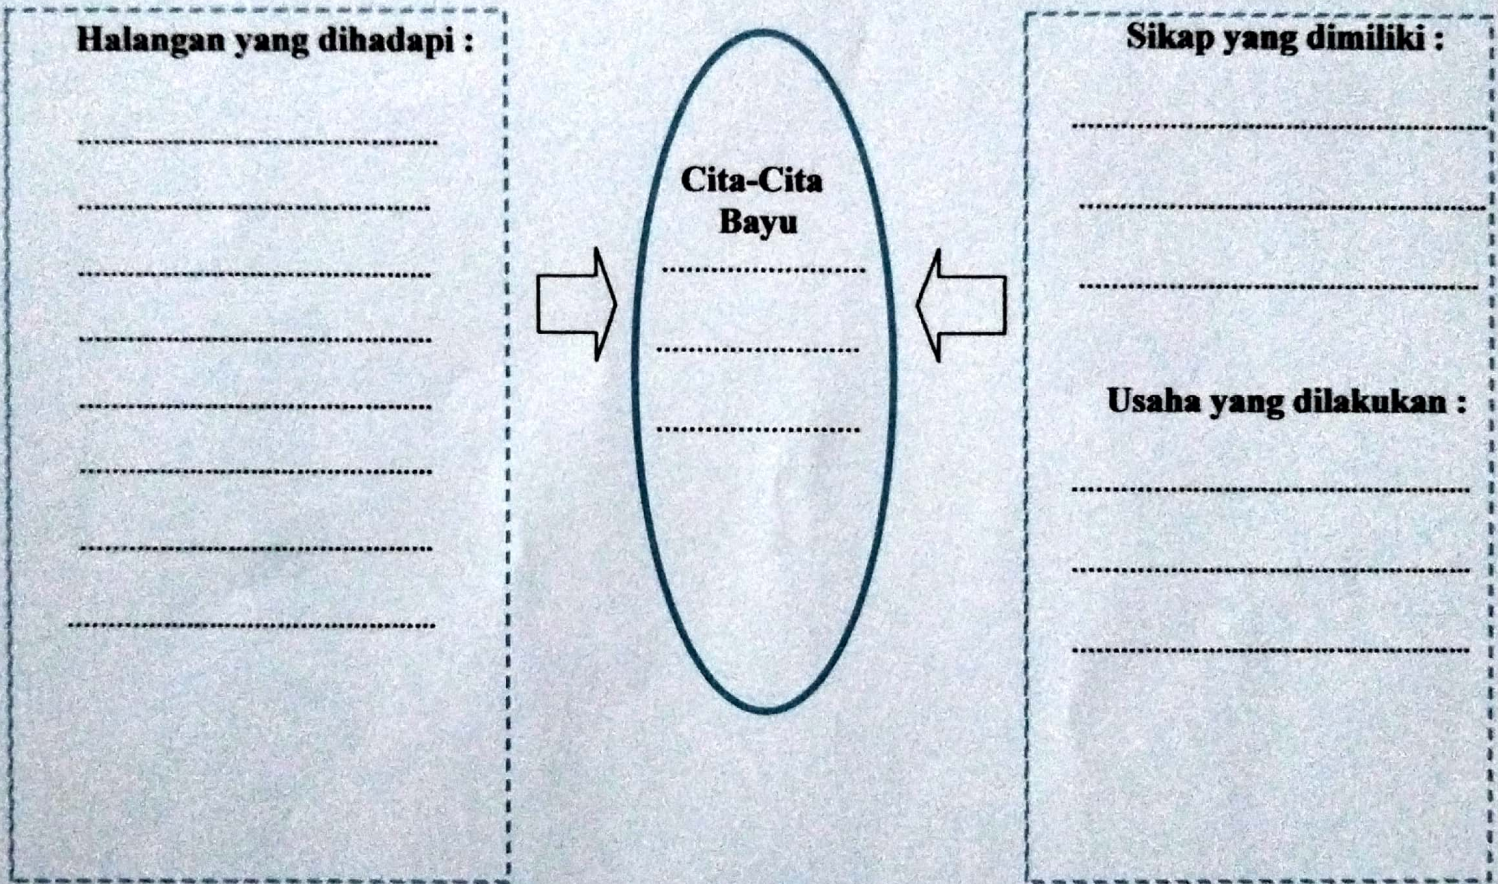 Halangan yang dihadapi :
Cita-Cita
Bayu
Sikap yang dimiliki :
Usaha yang dilakukan :